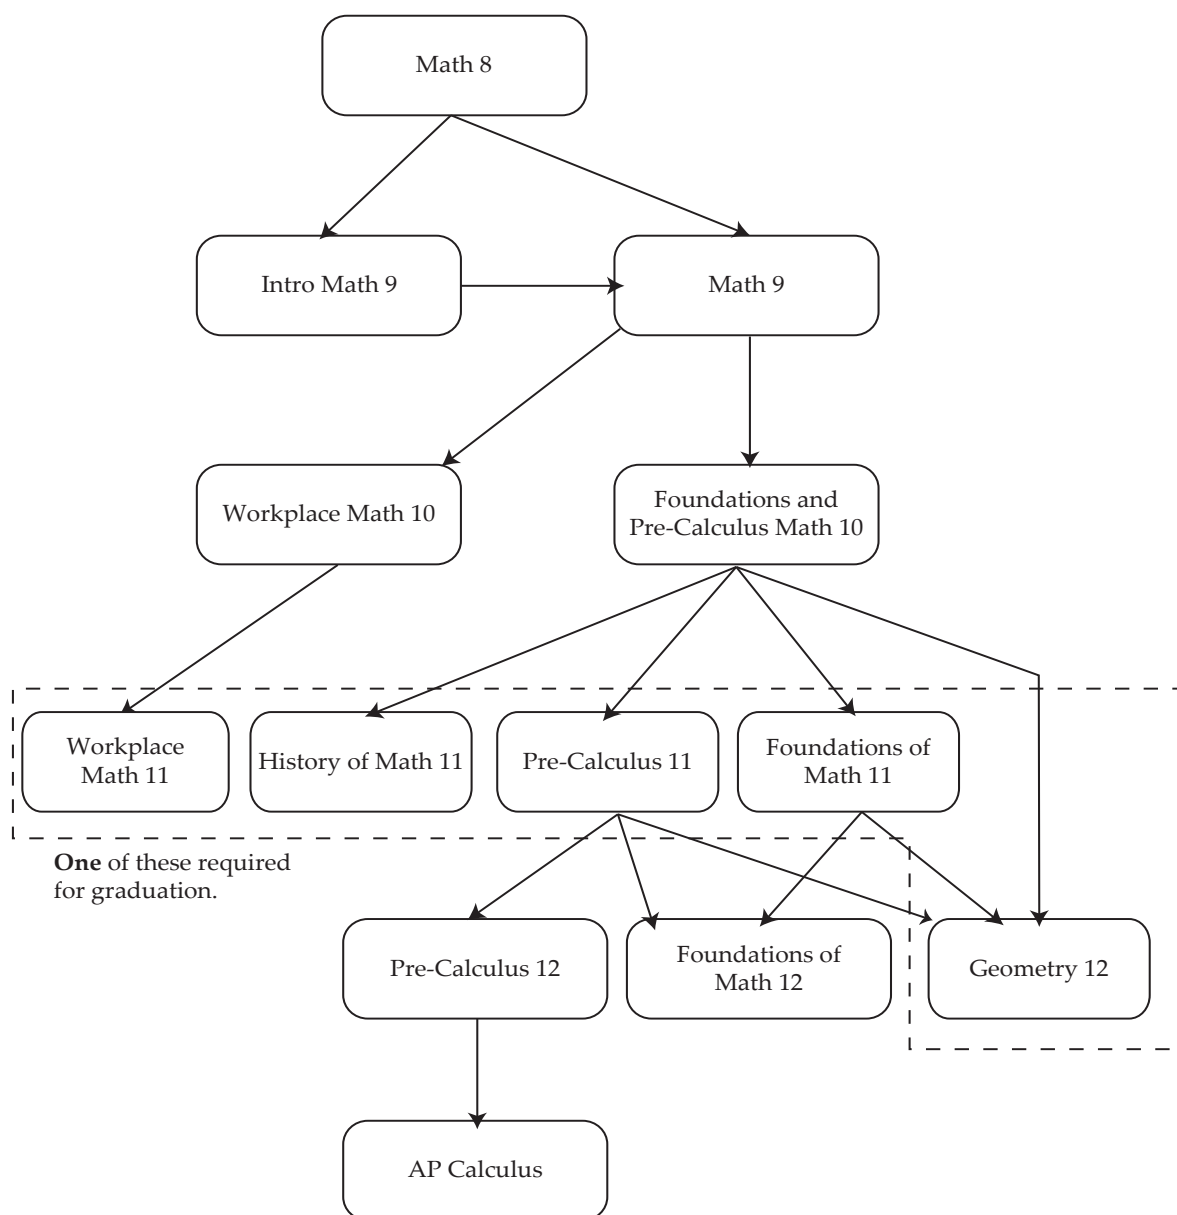 Math 8
Intro Math 9
Math 9
Workplace Math 10
Foundations and
Pre-Calculus Math 10
Workplace
Math 11
History of Math 11
Pre-Calculus 11
Foundations of
Math 11
One of these required
for graduation.
Pre-Calculus 12
Foundations of
Math 12
Geometry 12
AP Calculus